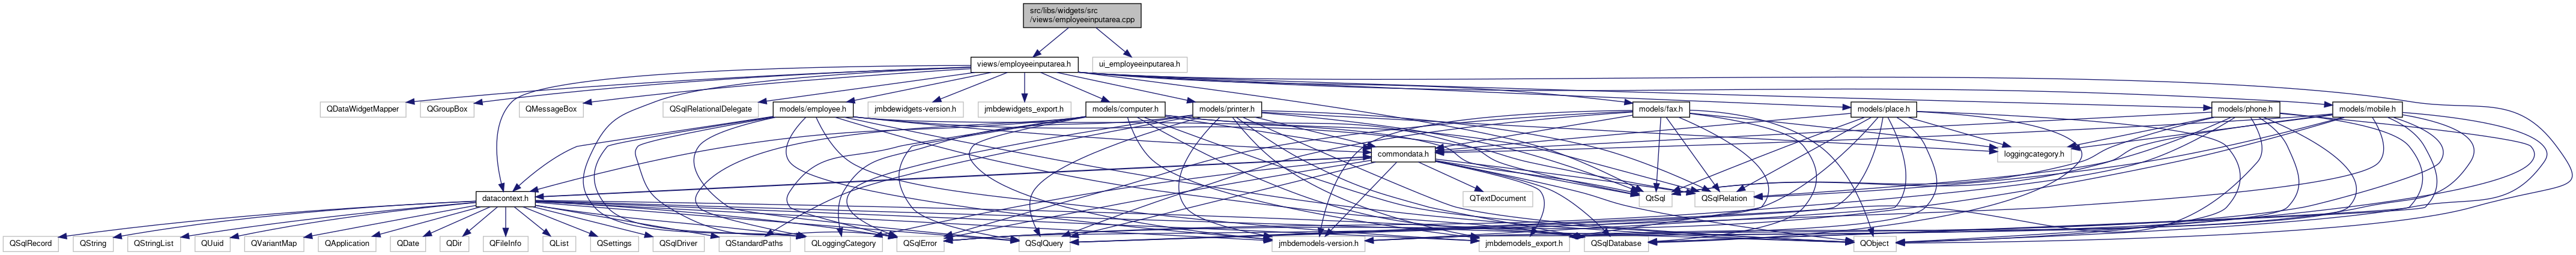 src/libs/widgets/src
/views/employeeinputarea.cpp
views/employeeinputarea.h
ui_employeeinputarea.h
QDataWidgetMapper
QGroupBox
QMessageBox
QSqlRelationalDelegate
models/employee.h
jmbdewidgets-version.h
jmbdewidgets_export.h
models/computer.h
models/printer.h
models/fax.h
models/place.h
models/phone.h
models/mobile.h
commondata.h
loggingcategory.h
datacontext.h
QTextDocument
QtSql
QSqlRelation
QSqlRecord
QString
QStringList
QUuid
QVariantMap
QApplication
QDate
QDir
QFileInfo
QList
QSettings
QSqlDriver
QStandardPaths
QLoggingCategory
QSqlError
QSqlQuery
jmbdemodels-version.h
jmbdemodels_export.h
QSqlDatabase
QObject